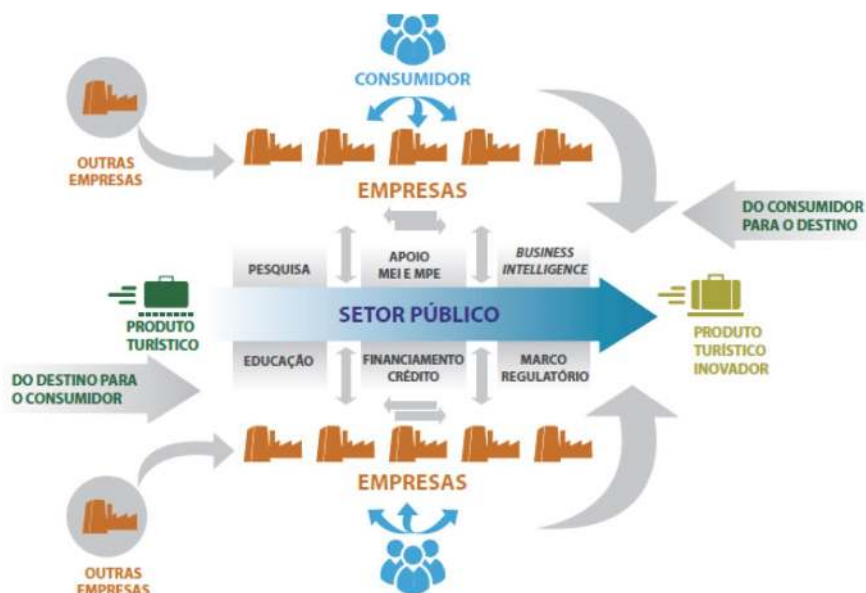 CONSUMIDOR
OUTRAS
EMPRESAS
EMPRESAS
DO CONSUMIDOR
PARA O DESTINO
PESQUISA
APOIO
MEI E MPE
BUSINESS
INTELLIGENCE
PRODUTO
TURÍSTICO
SETOR PÚBLICO
PRODUTO
TURÍSTICO
INOVADOR
EDUCAÇÃO
FINANCIAMENTO
CRÉDITO
MARCO
REGULATÓRIO
DO DESTINO PARA
O CONSUMIDOR
EMPRESAS
OUTRAS
EMPRESAS